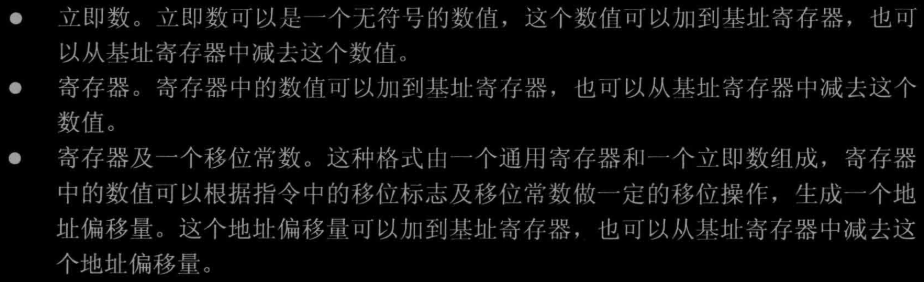 ● 立即数。立即数可以是一个无符号的数值，这个数值可以加到基址寄存器，也可
以从基址寄存器中减去这个数值。
● 寄存器。寄存器中的数值可以加到基址寄存器，也可以从基址寄存器中减去这个
数值。
● 寄存器及一个移位常数。这种格式由一个通用寄存器和一个立即数组成，寄存器
中的数值可以根据指令中的移位标志及移位常数做一定的移位操作，生成一个地
址偏移量。这个地址偏移量可以加到基址寄存器，也可以从基址寄存器中减去这
个地址偏移量。